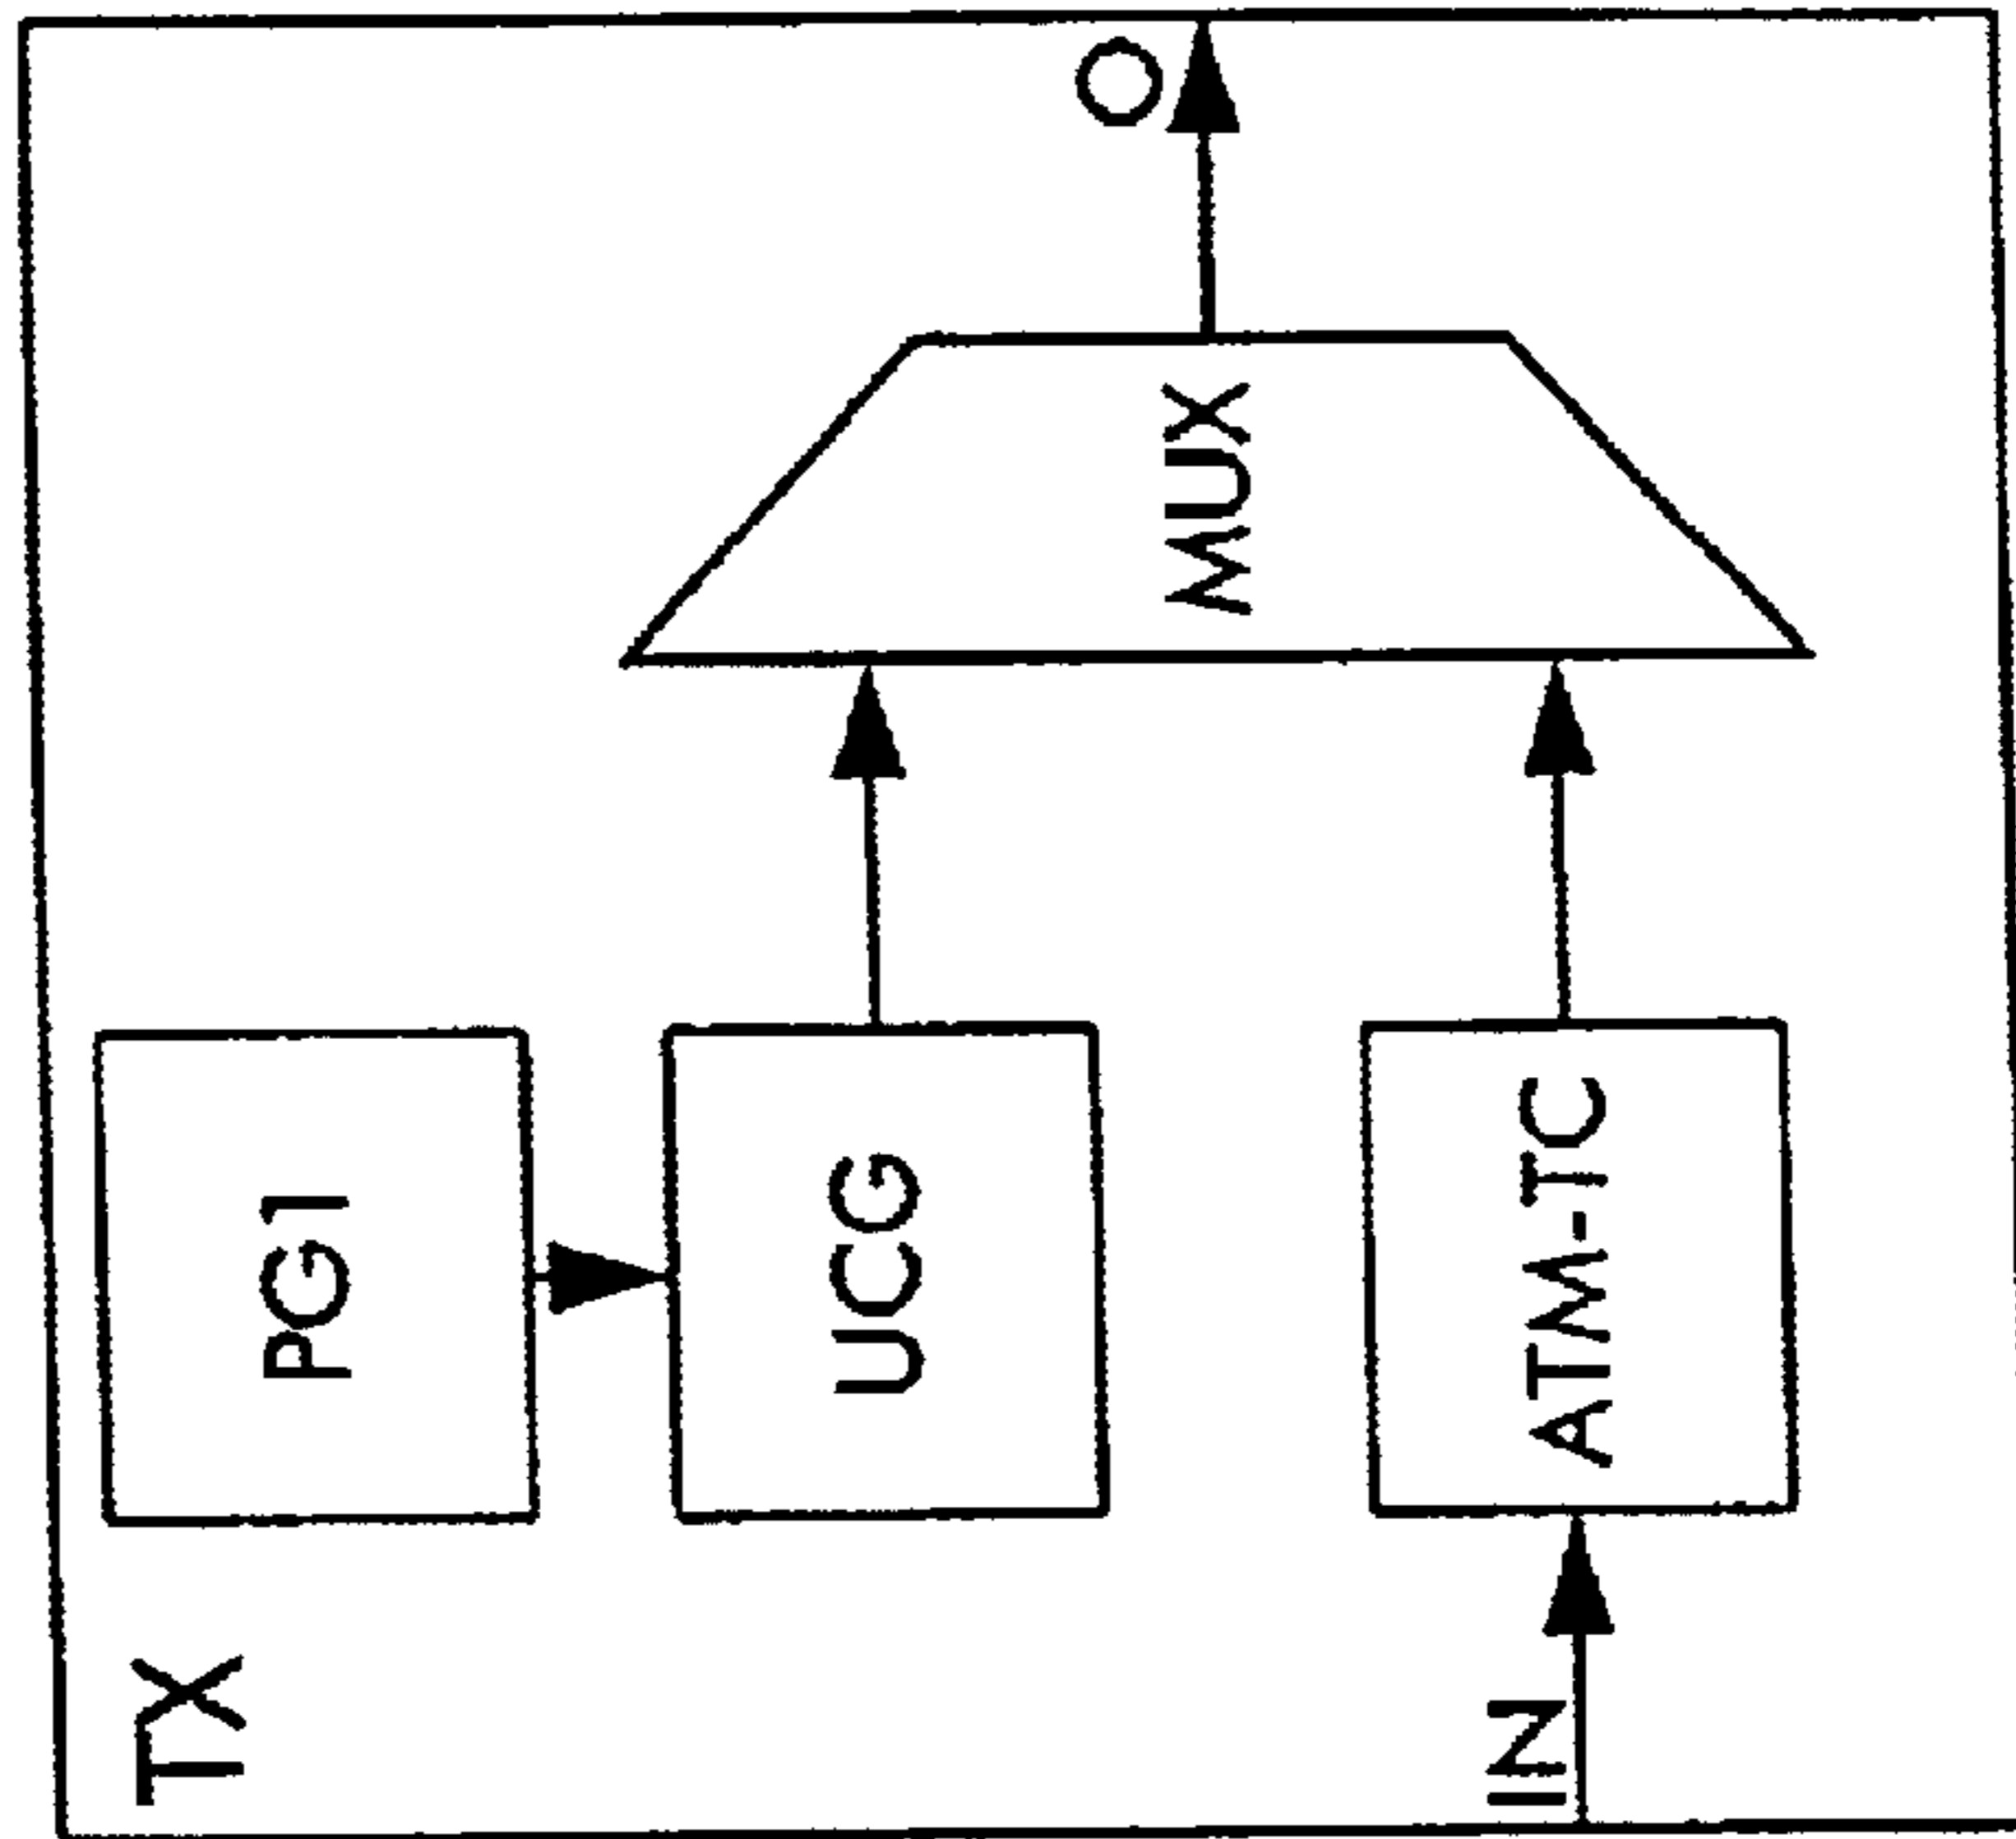 TX
PG1
UCG
MUX
O
ATM-TC
IN